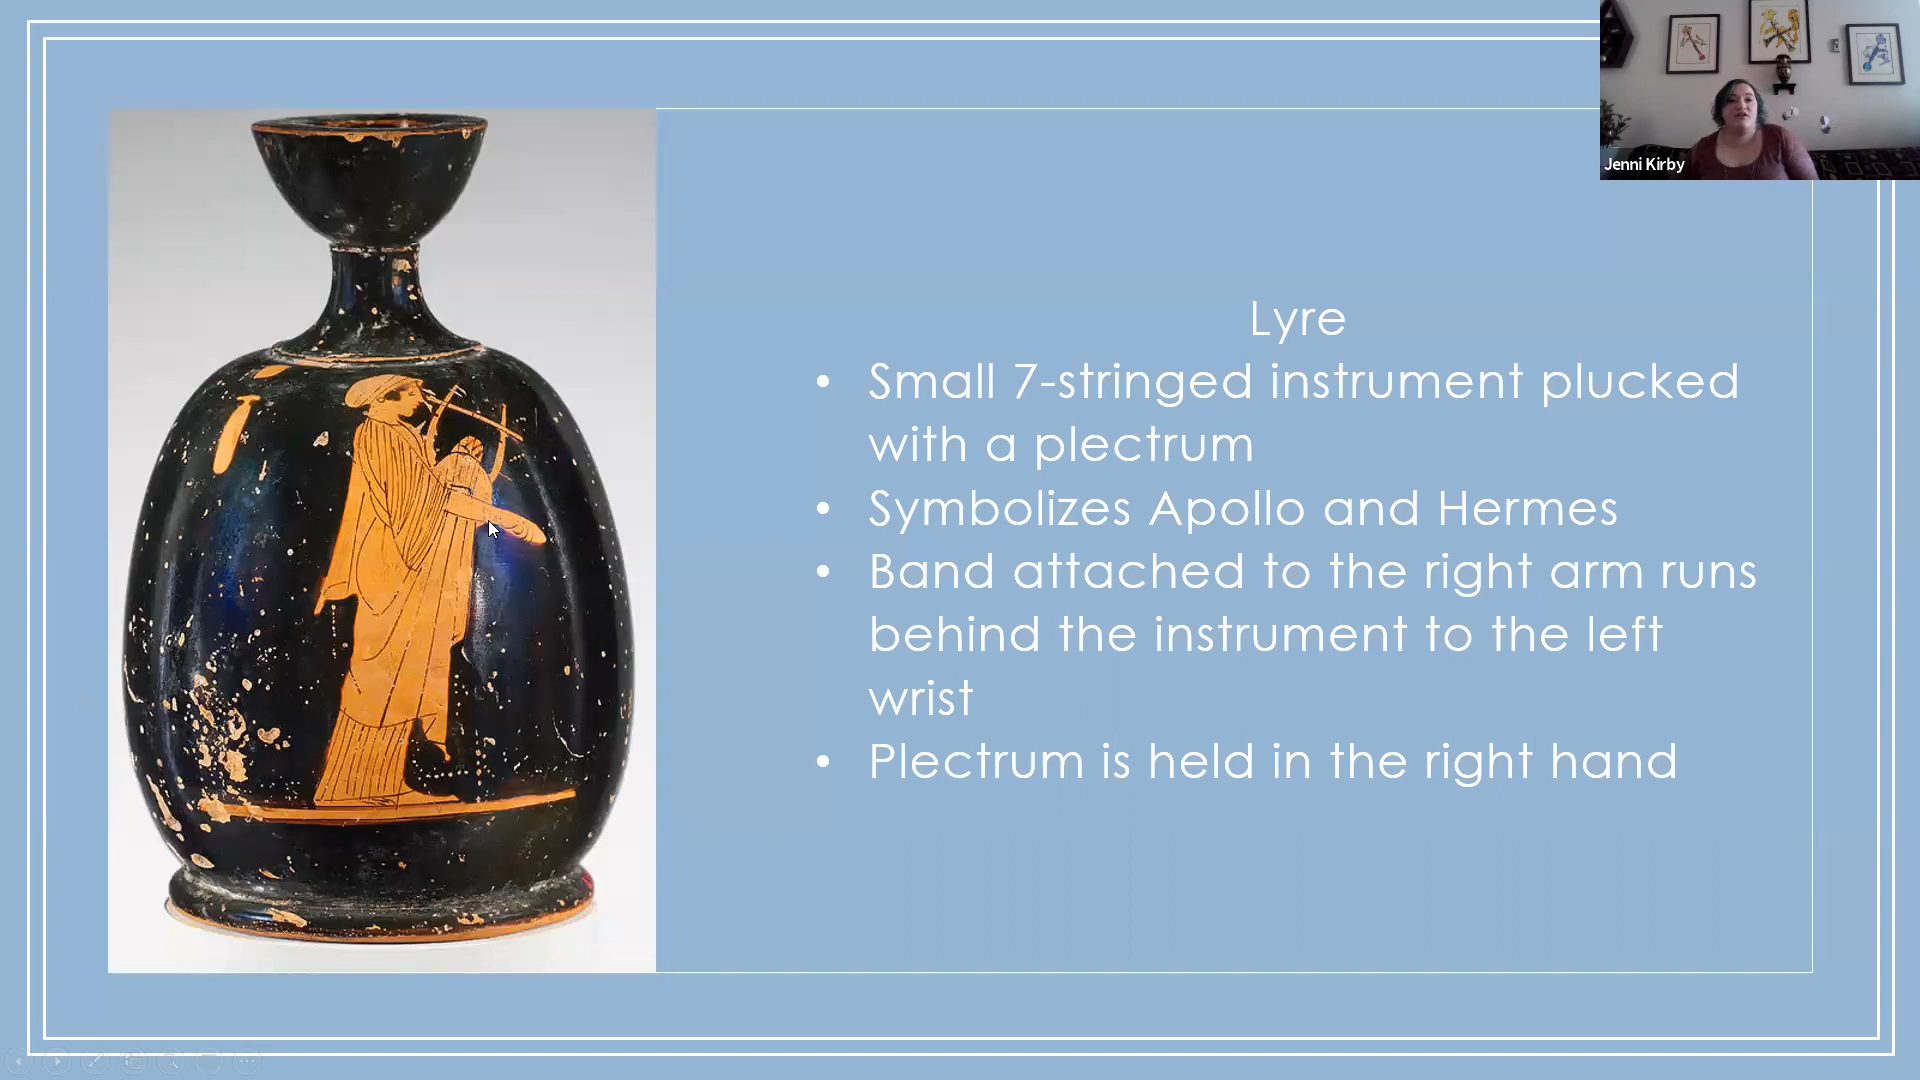 Jenni Kirby
Lyre
• Small 7-stringed instrument plucked
with a plectrum
• Symbolizes Apollo and Hermes
• Band attached to the right arm runs
behind the instrument to the left
wrist
• Plectrum is held in the right hand